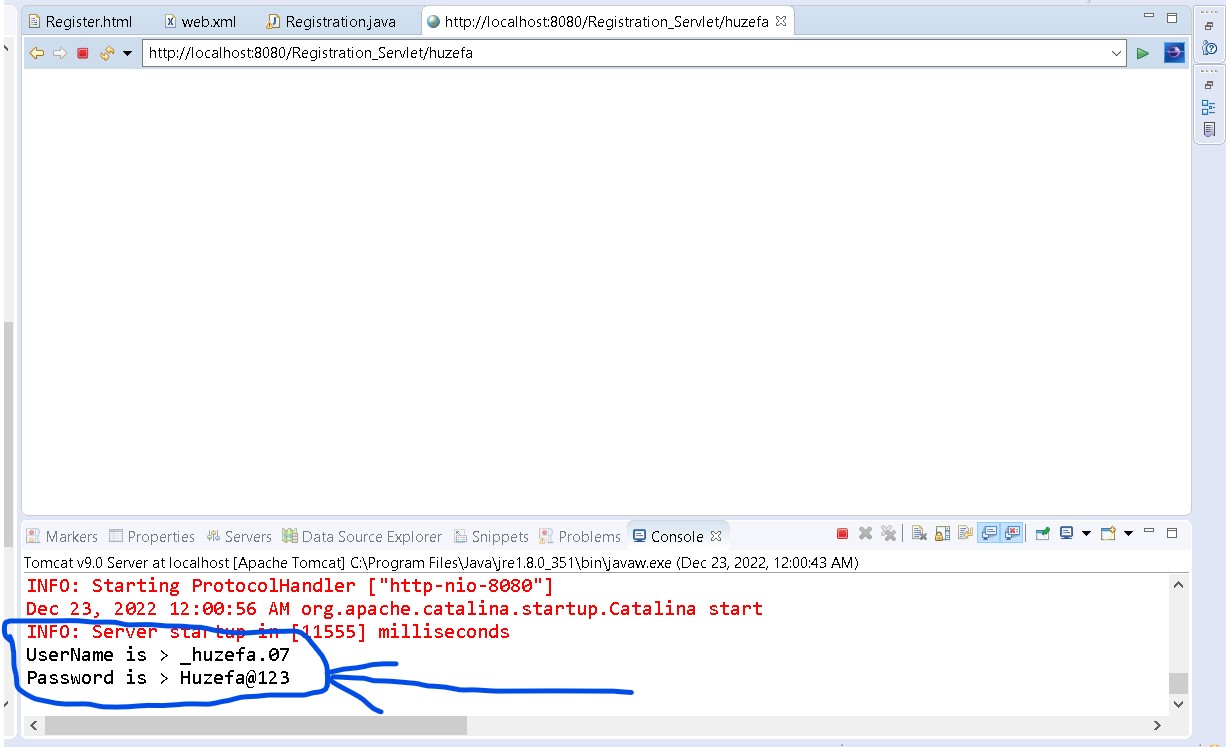 Register.html web.xml Registration.java http://localhost:8080/Registration_Servlet/huzefa
http://localhost:8080/Registration_Servlet/huzefa
Markers Properties Servers Data Source Explorer Snippets Problems Console
Tomcat v9.0 Server at localhost [Apache Tomcat] C:\Program Files\Java\jre1.8.0_351\bin\javaw.exe (Dec 23, 2022, 12:00:43 AM)
INFO: Starting ProtocolHandler ["http-nio-8080"]
Dec 23, 2022 12:00:56 AM org.apache.catalina.startup.Catalina start
INFO: Server startup in [11555] milliseconds
UserName is > _huzefa.07
Password is > Huzefa@123